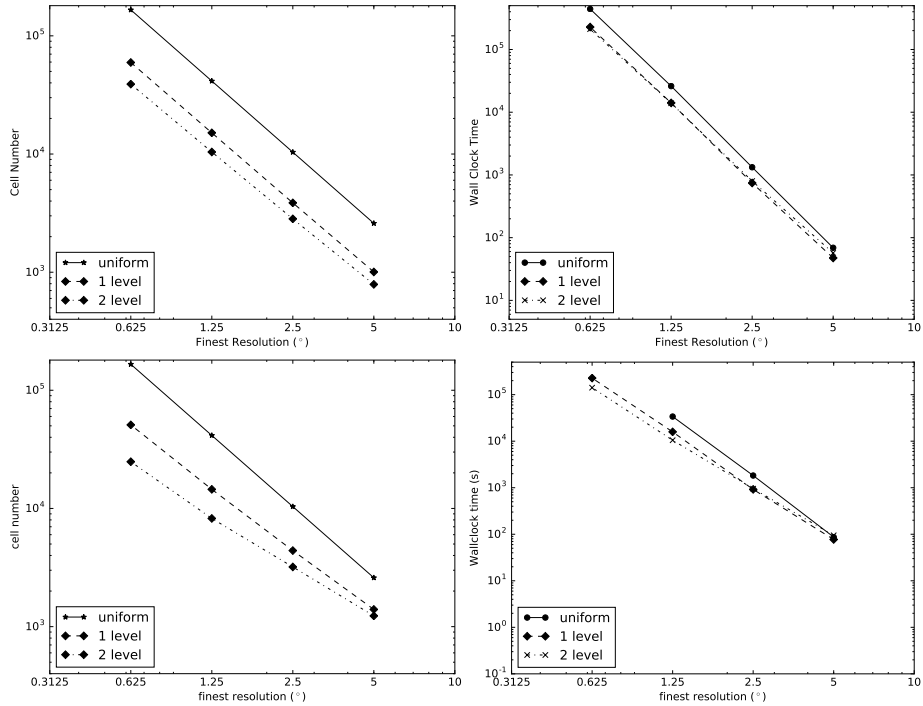 10^5
10^4
10^3
Cell Number
uniform
1 level
2 level
0.3125 0.625 1.25 2.5 5 10
Finest Resolution (°)
10^5
10^4
10^3
10^2
10^1
Wall Clock Time
uniform
1 level
2 level
0.3125 0.625 1.25 2.5 5 10
Finest Resolution (°)
10^5
10^4
10^3
cell number
uniform
1 level
2 level
0.3125 0.625 1.25 2.5 5 10
finest resolution (°)
10^5
10^4
10^3
10^2
10^1
10^0
10^-1
Wallclock time (s)
uniform
1 level
2 level
0.3125 0.625 1.25 2.5 5 10
finest resolution (°)